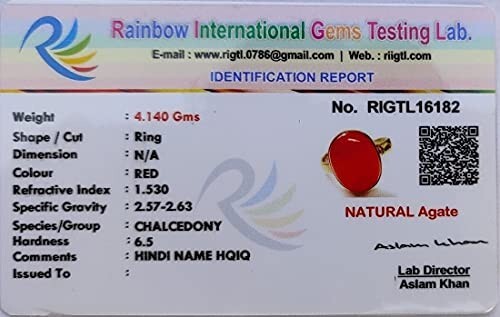 Rainbow International Gems Testing Lab.
E-mail : www.rigtl.0786@gmail.com | Web. : riigtl.com
IDENTIFICATION REPORT
No. RIGTL16182
Weight : 4.140 Gms
Shape / Cut : Ring
Dimension : N/A
Colour : RED
Refractive Index : 1.530
Specific Gravity : 2.57-2.63
Species/Group : CHALCEDONY
Hardness : 6.5
Comments : HINDI NAME HQIQ
Issued To :
NATURAL Agate
Aslam Khan
Lab Director
Aslam Khan